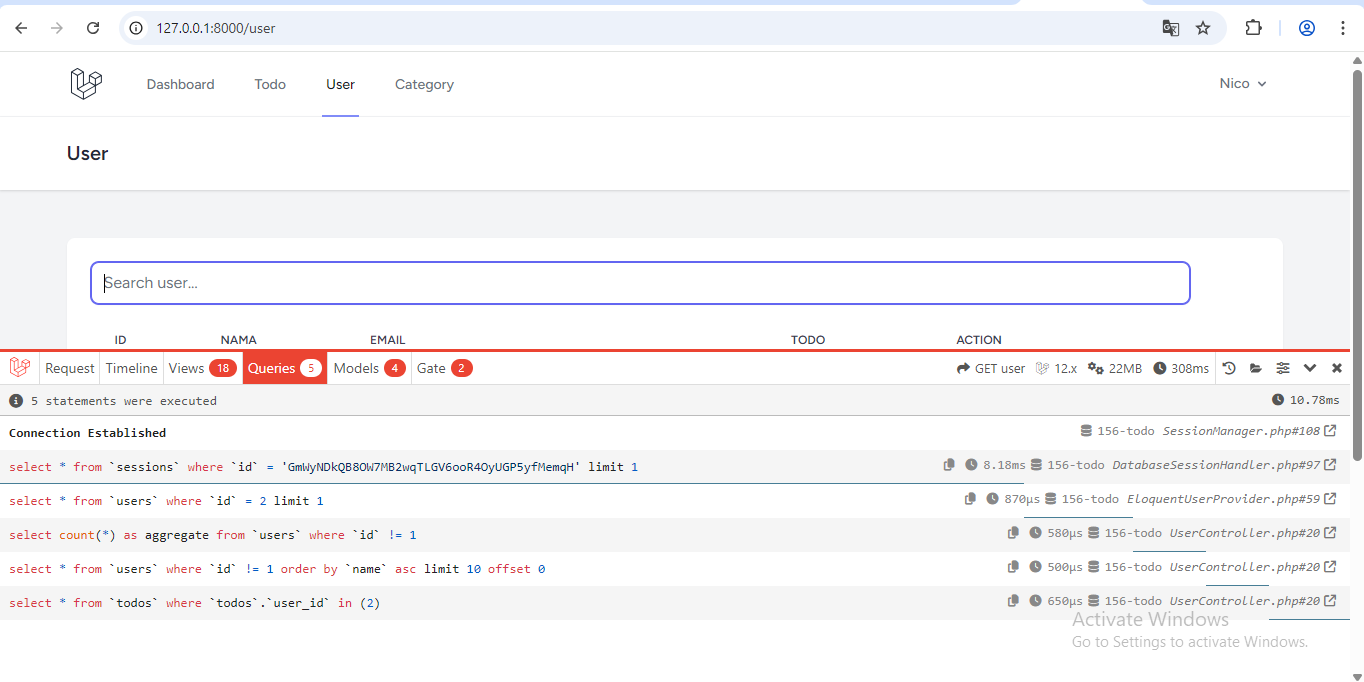 127.0.0.1:8000/user
Dashboard Todo User Category Nico
User
Search user...
ID NAMA EMAIL TODO ACTION
Request Timeline Views 18 Queries 5 Models 4 Gate 2 GET user 12.x 22MB 308ms
5 statements were executed 10.78ms
Connection Established 156-todo SessionManager.php#108
select * from `sessions` where `id` = 'GmWyNDkQB8OW7MB2wqTLGV6ooR4OyUGP5yfMemqH' limit 1 8.18ms 156-todo DatabaseSessionHandler.php#97
select * from `users` where `id` = 2 limit 1 870μs 156-todo EloquentUserProvider.php#59
select count(*) as aggregate from `users` where `id` != 1 580μs 156-todo UserController.php#20
select * from `users` where `id` != 1 order by `name` asc limit 10 offset 0 500μs 156-todo UserController.php#20
select * from `todos` where `todos`.`user_id` in (2) 650μs 156-todo UserController.php#20
Activate Windows
Go to Settings to activate Windows.